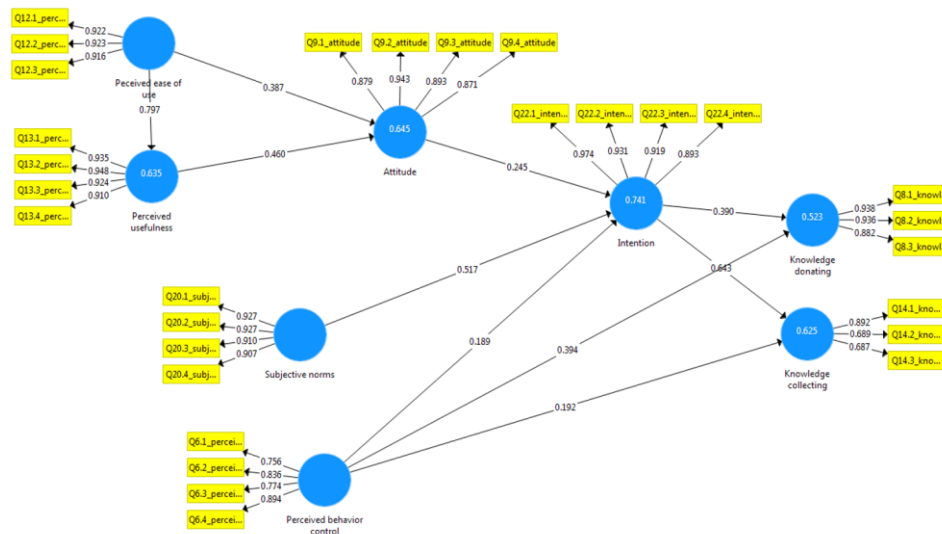 Q12.1_perc...
Q12.2_perc...
Q12.3_perc...
0.922
0.923
0.916
Perceived ease of
use
0.797
0.387
Q13.1_perc...
Q13.2_perc...
Q13.3_perc...
Q13.4_perc...
0.935
0.948
0.924
0.910
0.635
Perceived
usefulness
0.460
Q9.1_attitude
Q9.2_attitude
Q9.3_attitude
Q9.4_attitude
0.879
0.943
0.893
0.871
0.645
Attitude
0.245
Q22.1_inten...
Q22.2_inten...
Q22.3_inten...
Q22.4_inten...
0.974
0.931
0.919
0.893
0.741
Intention
0.390
0.643
Q20.1_subj...
Q20.2_subj...
Q20.3_subj...
Q20.4_subj...
0.927
0.927
0.910
0.907
Subjective norms
0.517
Q6.1_percei...
Q6.2_percei...
Q6.3_percei...
Q6.4_percei...
0.756
0.836
0.774
0.894
Perceived behavior
control
0.189
0.394
0.192
0.523
Knowledge
donating
0.938
0.936
0.882
Q8.1_knowl
Q8.2_knowl
Q8.3_knowl
0.625
Knowledge
collecting
0.892
0.689
0.687
Q14.1_kno...
Q14.2_kno...
Q14.3_kno...